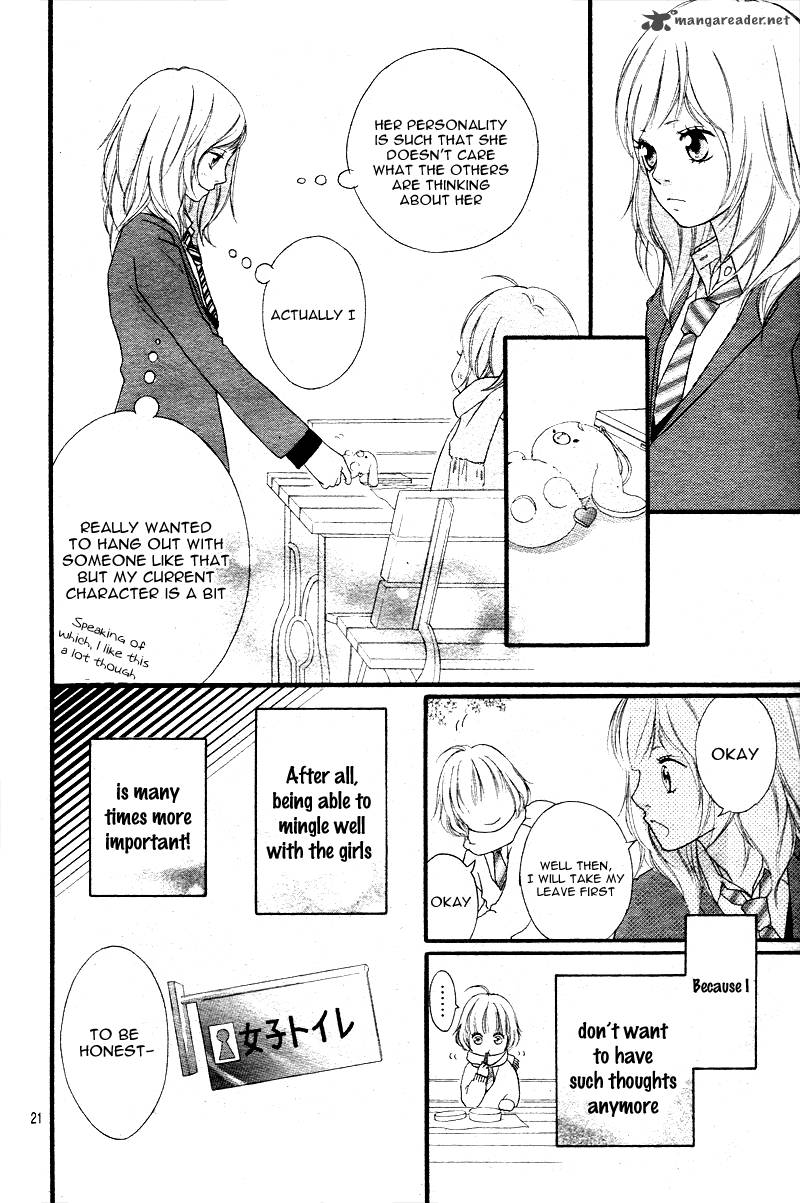 mangareader.net
HER PERSONALITY
IS SUCH THAT SHE
DOESN'T CARE
WHAT THE OTHERS
ARE THINKING
ABOUT HER
ACTUALLY I
REALLY WANTED
TO HANG OUT WITH
SOMEONE LIKE THAT
BUT MY CURRENT
CHARACTER IS A BIT
Speaking of
which, I like this
a lot though
OKAY
WELL THEN,
I WILL TAKE MY
LEAVE FIRST
OKAY
Because I
don't want
to have
such thoughts
anymore
......
After all,
being able to
mingle well
with the girls
is many
times more
important!
女子トイレ
TO BE
HONEST-
21